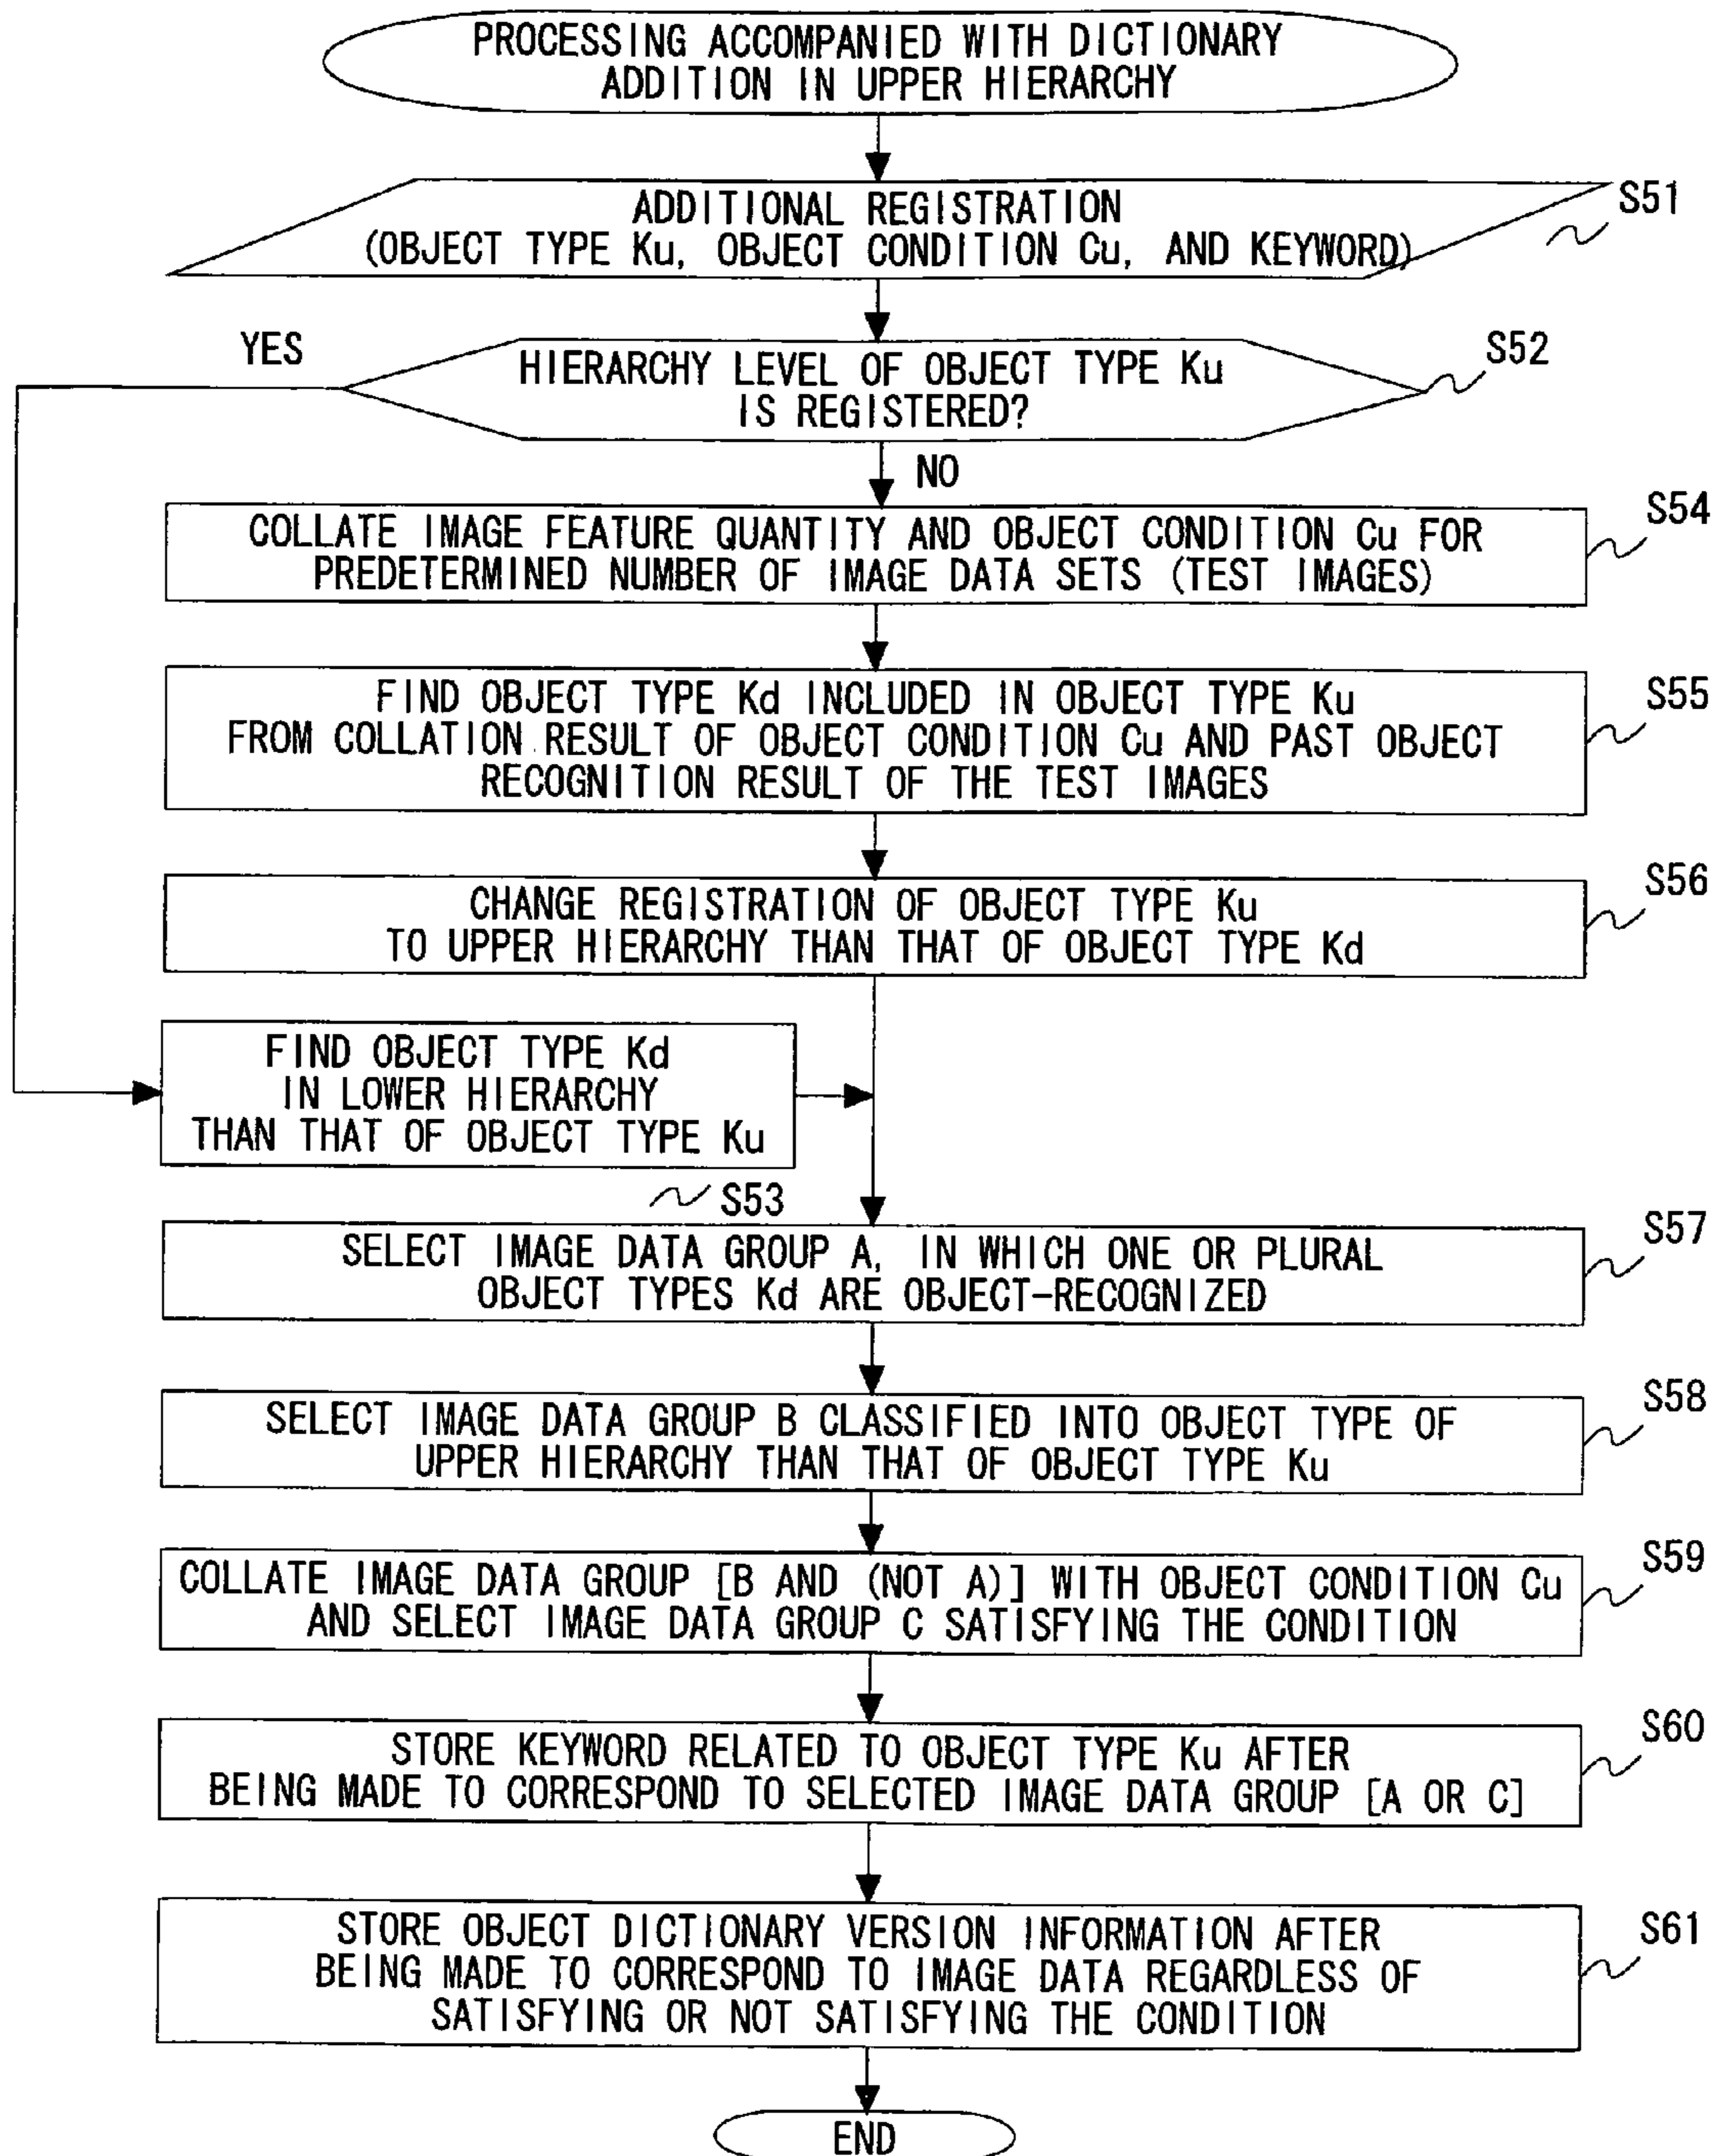 PROCESSING ACCOMPANIED WITH DICTIONARY
ADDITION IN UPPER HIERARCHY
ADDITIONAL REGISTRATION
(OBJECT TYPE Ku, OBJECT CONDITION Cu, AND KEYWORD)
S51
YES
HIERARCHY LEVEL OF OBJECT TYPE Ku
IS REGISTERED?
S52
NO
COLLATE IMAGE FEATURE QUANTITY AND OBJECT CONDITION Cu FOR
PREDETERMINED NUMBER OF IMAGE DATA SETS (TEST IMAGES)
S54
FIND OBJECT TYPE Kd INCLUDED IN OBJECT TYPE Ku
FROM COLLATION RESULT OF OBJECT CONDITION Cu AND PAST OBJECT
RECOGNITION RESULT OF THE TEST IMAGES
S55
CHANGE REGISTRATION OF OBJECT TYPE Ku
TO UPPER HIERARCHY THAN THAT OF OBJECT TYPE Kd
S56
FIND OBJECT TYPE Kd
IN LOWER HIERARCHY
THAN THAT OF OBJECT TYPE Ku
S53
SELECT IMAGE DATA GROUP A, IN WHICH ONE OR PLURAL
OBJECT TYPES Kd ARE OBJECT-RECOGNIZED
S57
SELECT IMAGE DATA GROUP B CLASSIFIED INTO OBJECT TYPE OF
UPPER HIERARCHY THAN THAT OF OBJECT TYPE Ku
S58
COLLATE IMAGE DATA GROUP [B AND (NOT A)] WITH OBJECT CONDITION Cu
AND SELECT IMAGE DATA GROUP C SATISFYING THE CONDITION
S59
STORE KEYWORD RELATED TO OBJECT TYPE Ku AFTER
BEING MADE TO CORRESPOND TO SELECTED IMAGE DATA GROUP [A OR C]
S60
STORE OBJECT DICTIONARY VERSION INFORMATION AFTER
BEING MADE TO CORRESPOND TO IMAGE DATA REGARDLESS OF
SATISFYING OR NOT SATISFYING THE CONDITION
S61
END